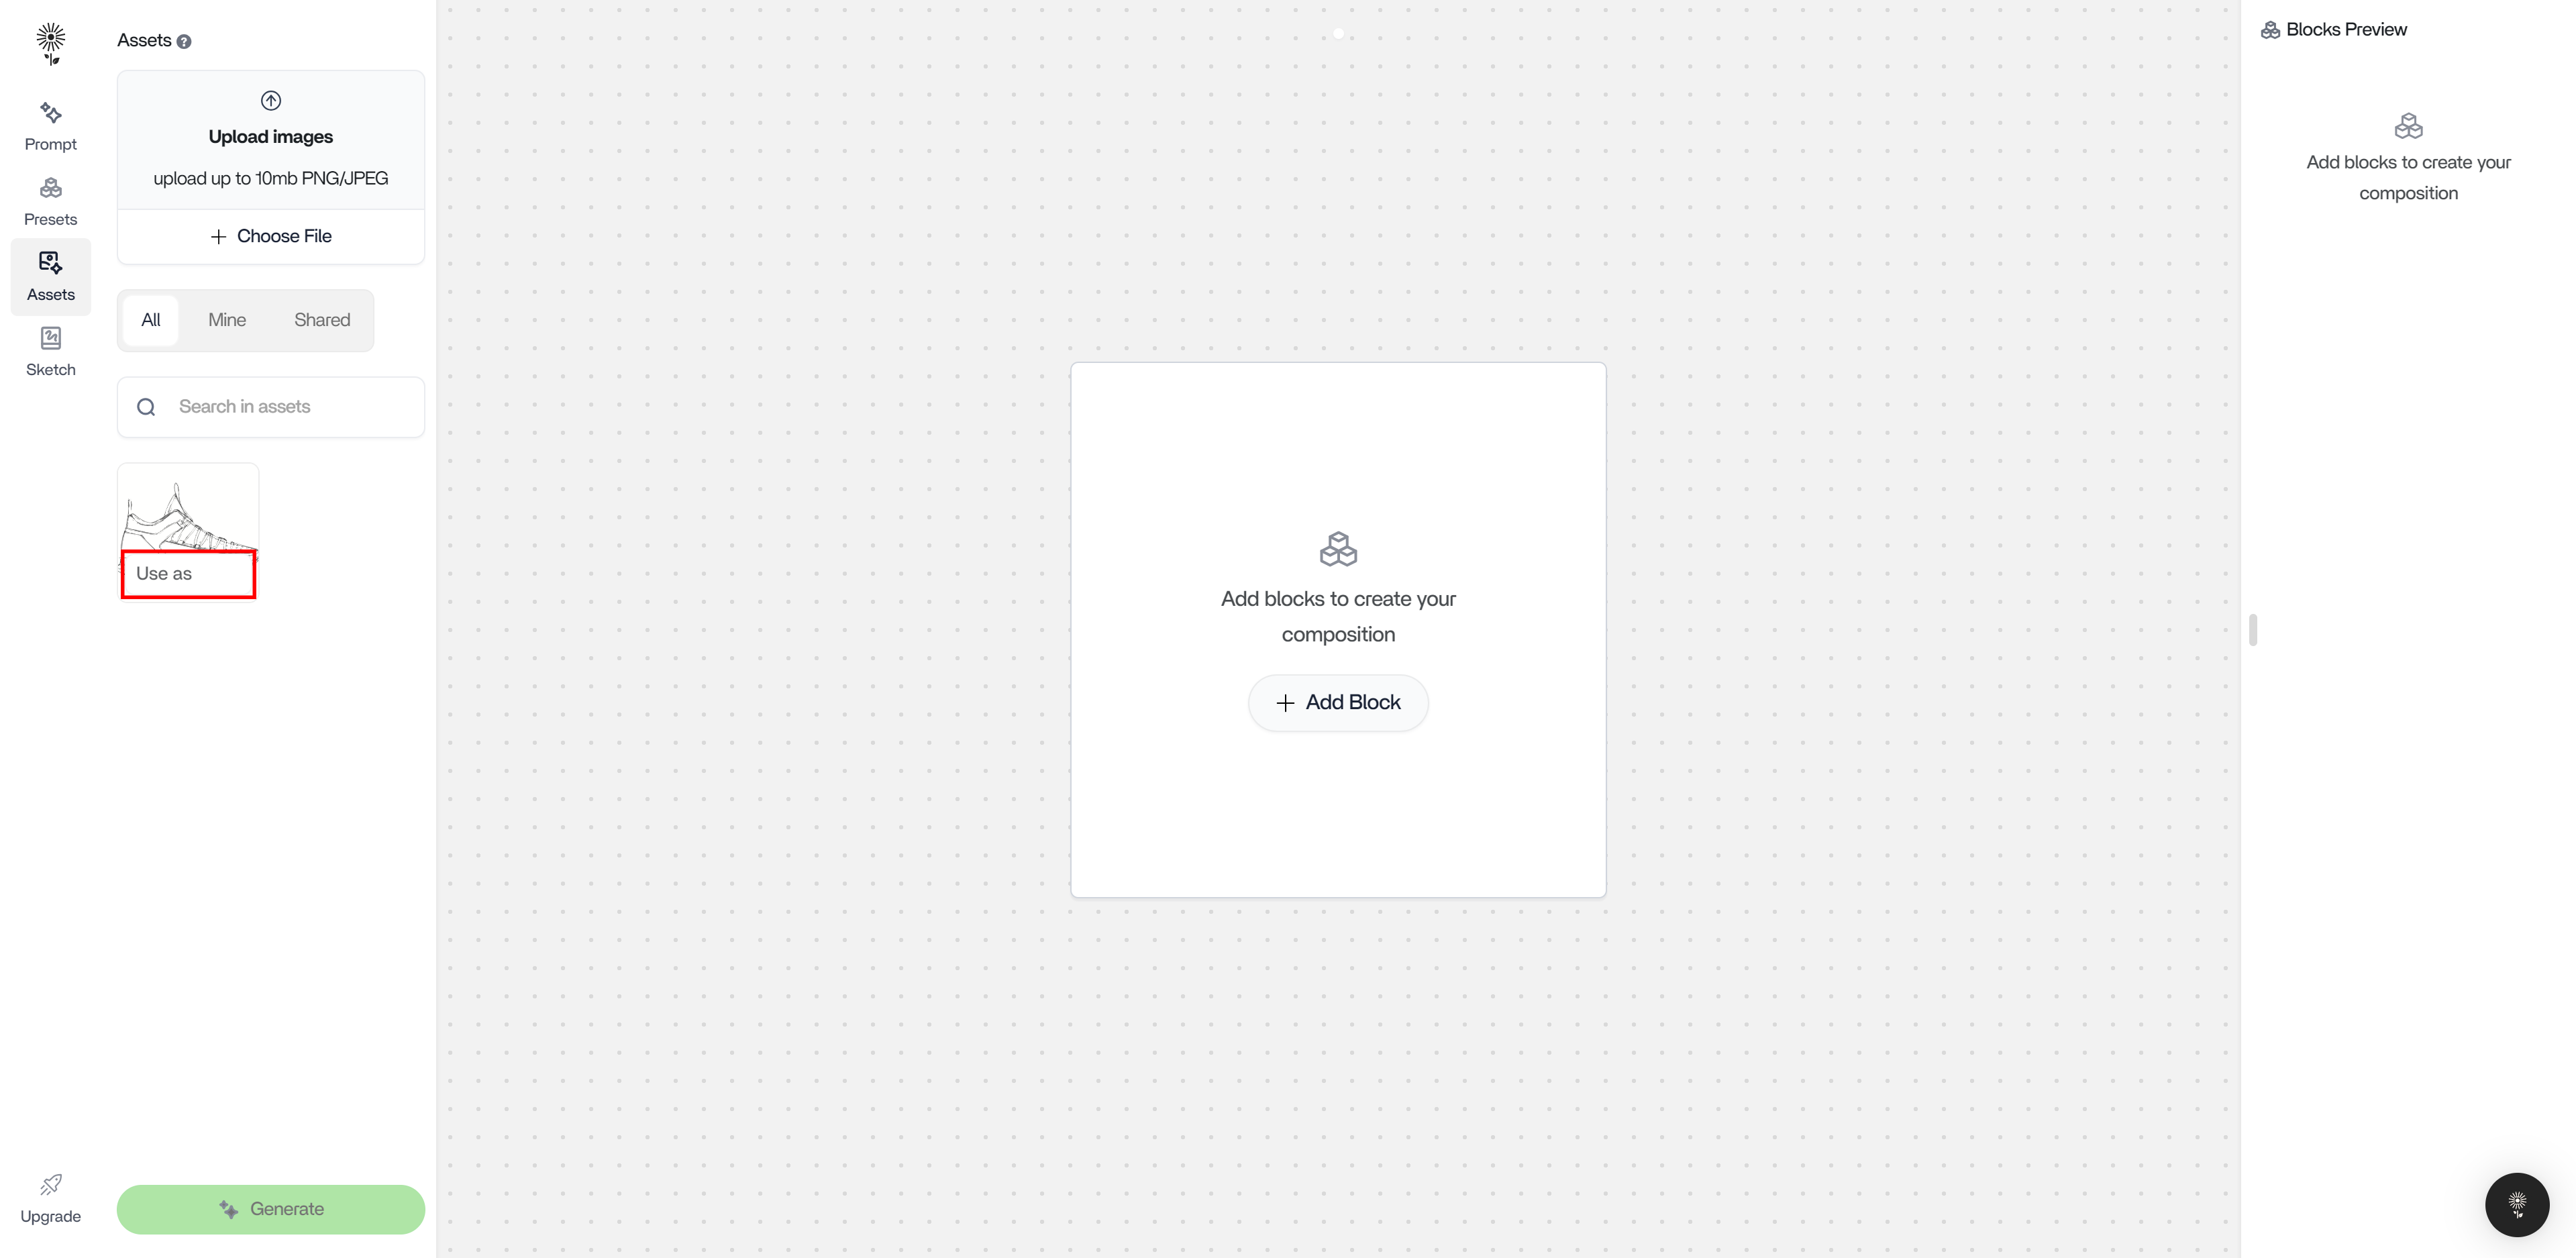 Assets
Upload images
upload up to 10mb PNG/JPEG
Choose File
All Mine Shared
Search in assets
Use as
Prompt
Presets
Assets
Sketch
Upgrade
Generate
Add blocks to create your
composition
Add Block
Blocks Preview
Add blocks to create your
composition